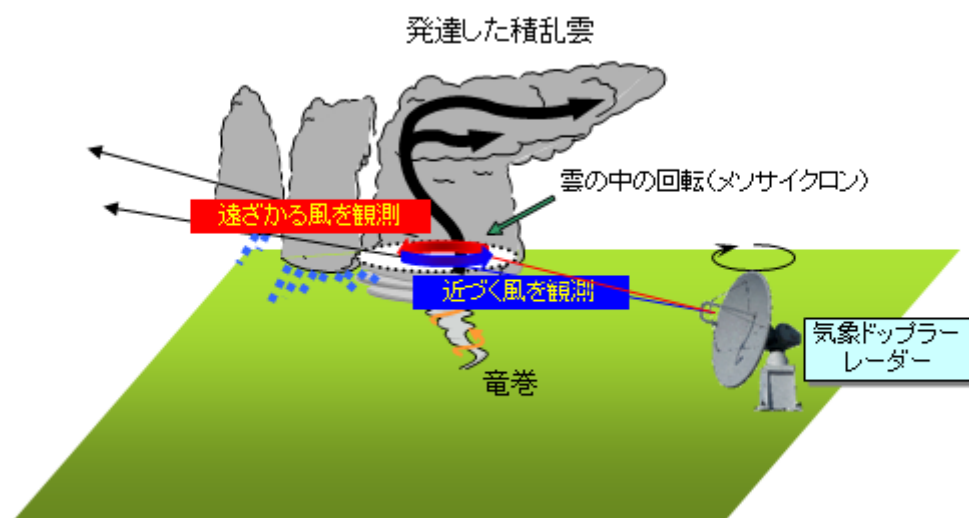 発達した積乱雲
雲の中の回転(メソサイクロン)
遠ざかる風を観測
近づく風を観測
気象ドップラー
レーダー
竜巻